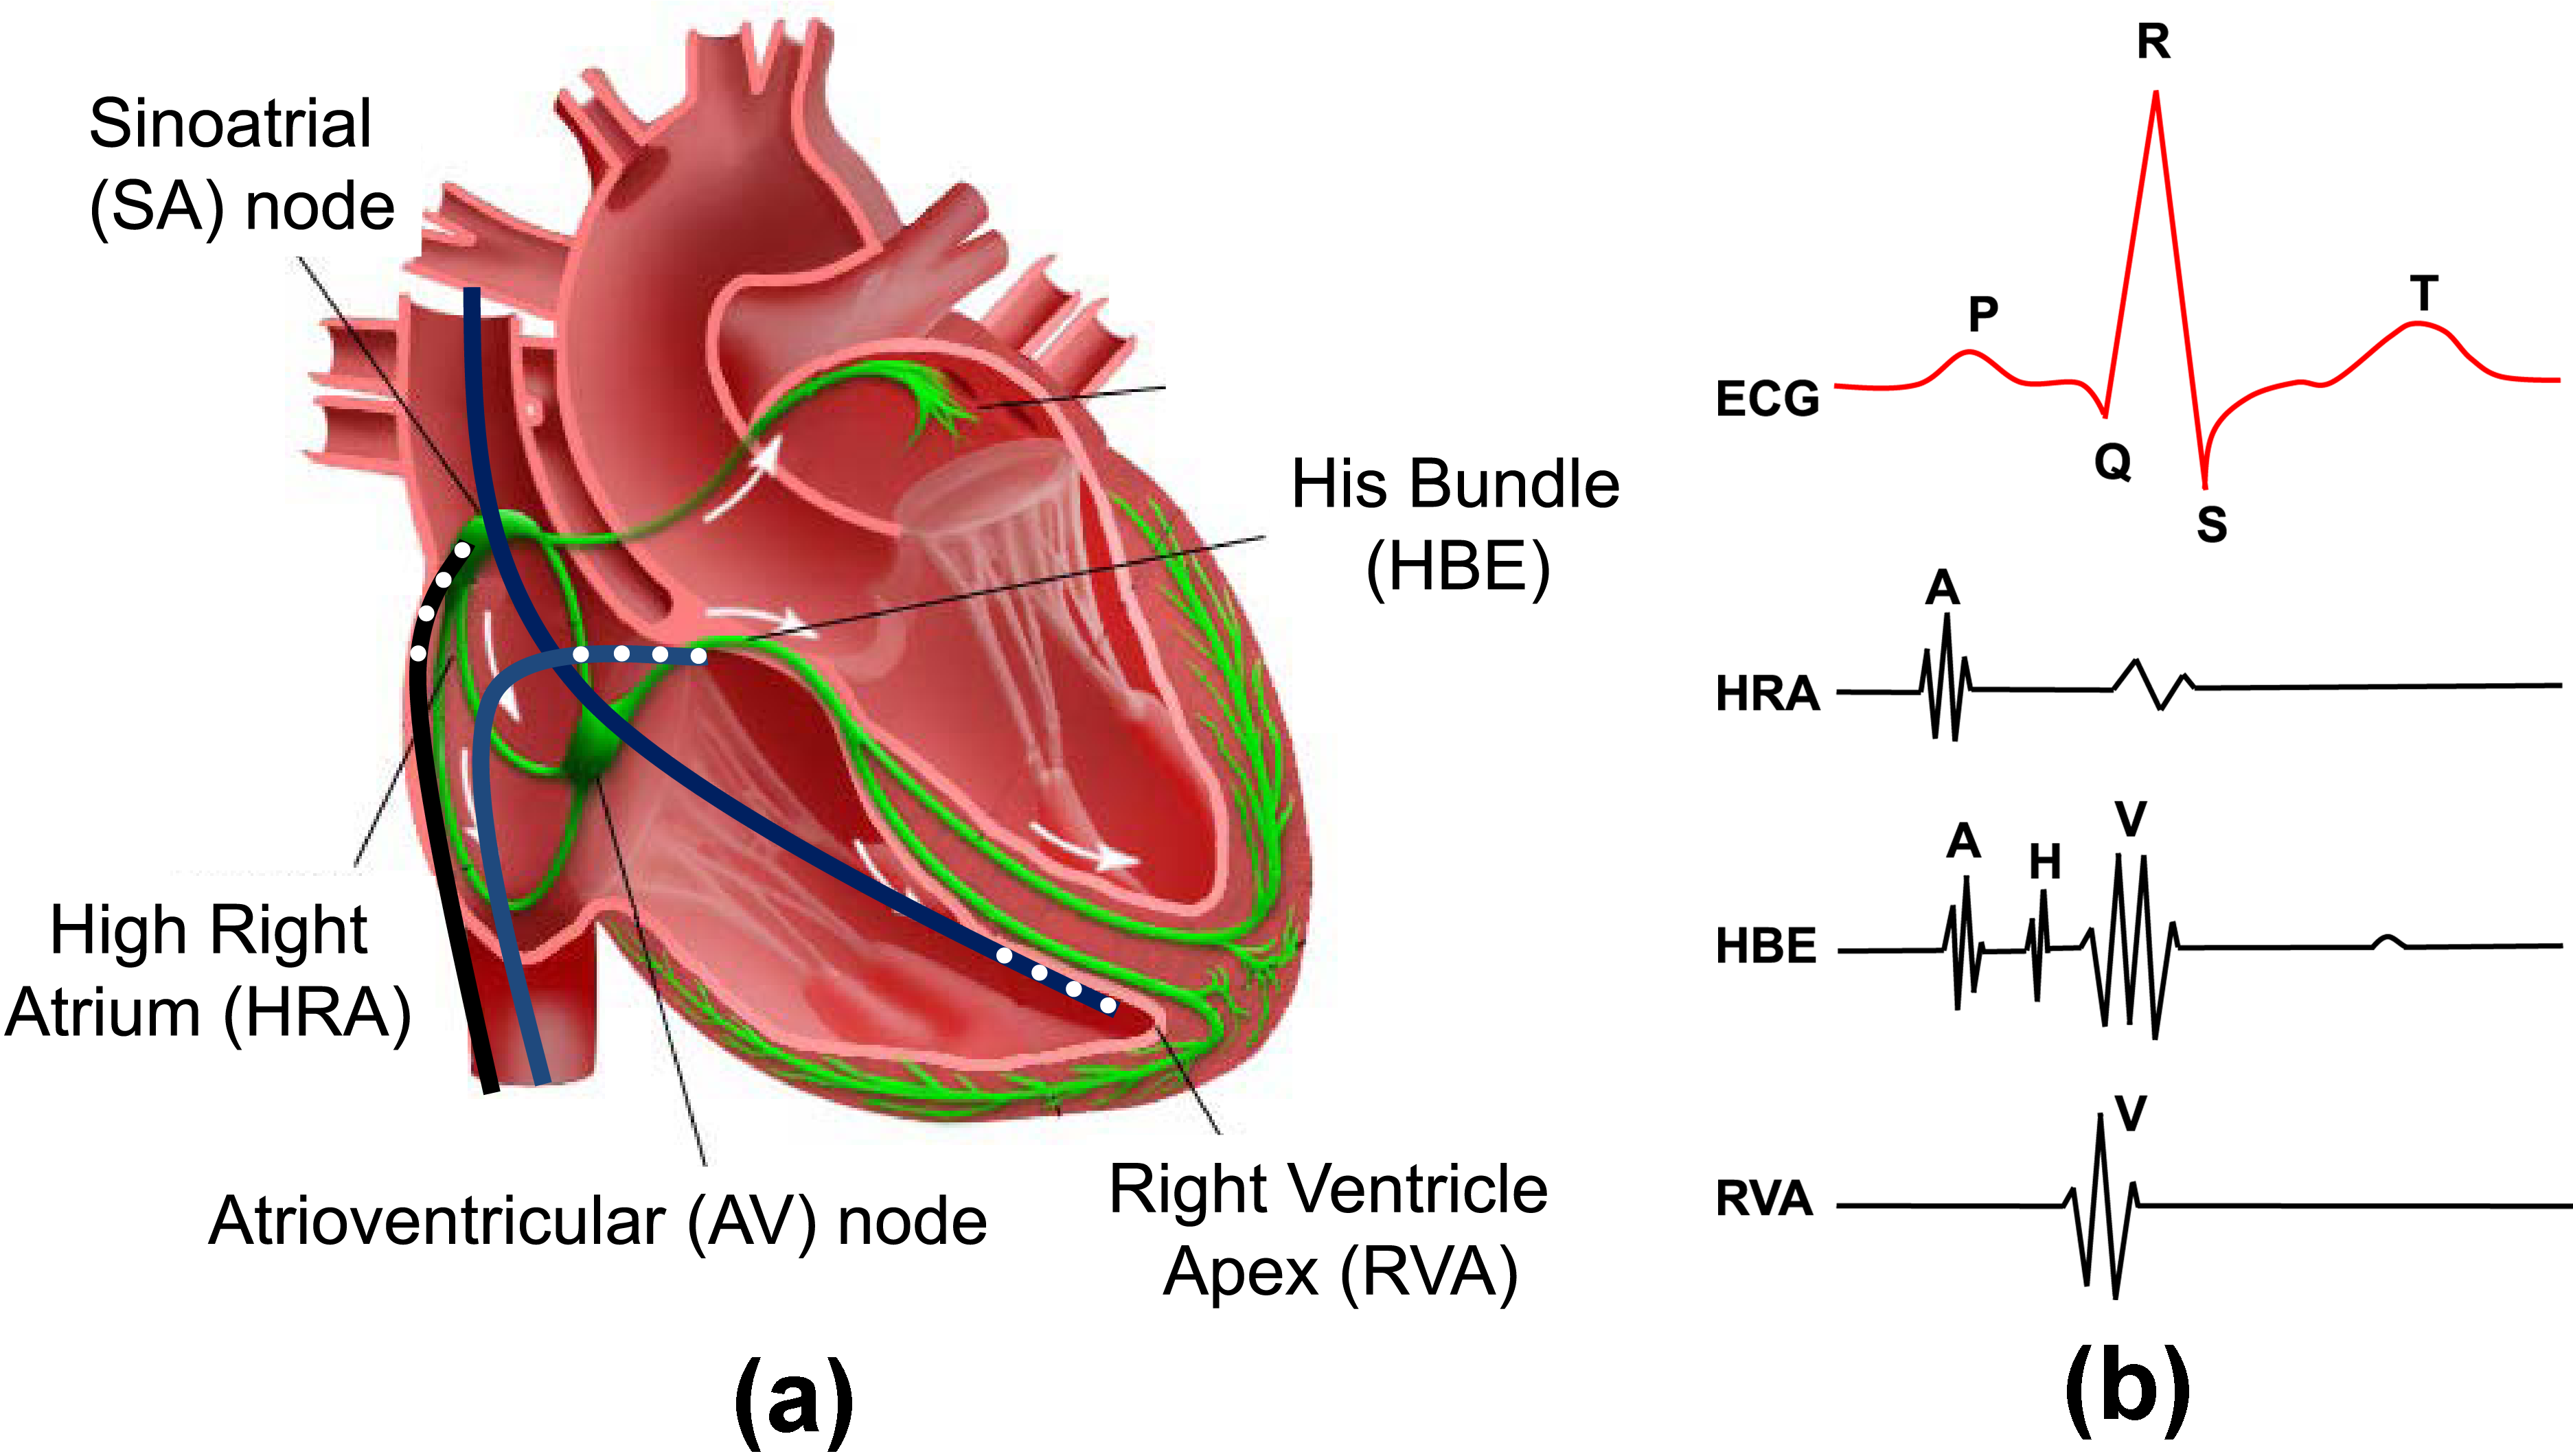 Sinoatrial
(SA) node
His Bundle
(HBE)
High Right
Atrium (HRA)
Atrioventricular (AV) node
Right Ventricle
Apex (RVA)
(a)
R
P
T
ECG
Q
S
A
HRA
A
H
V
HBE
V
RVA
(b)